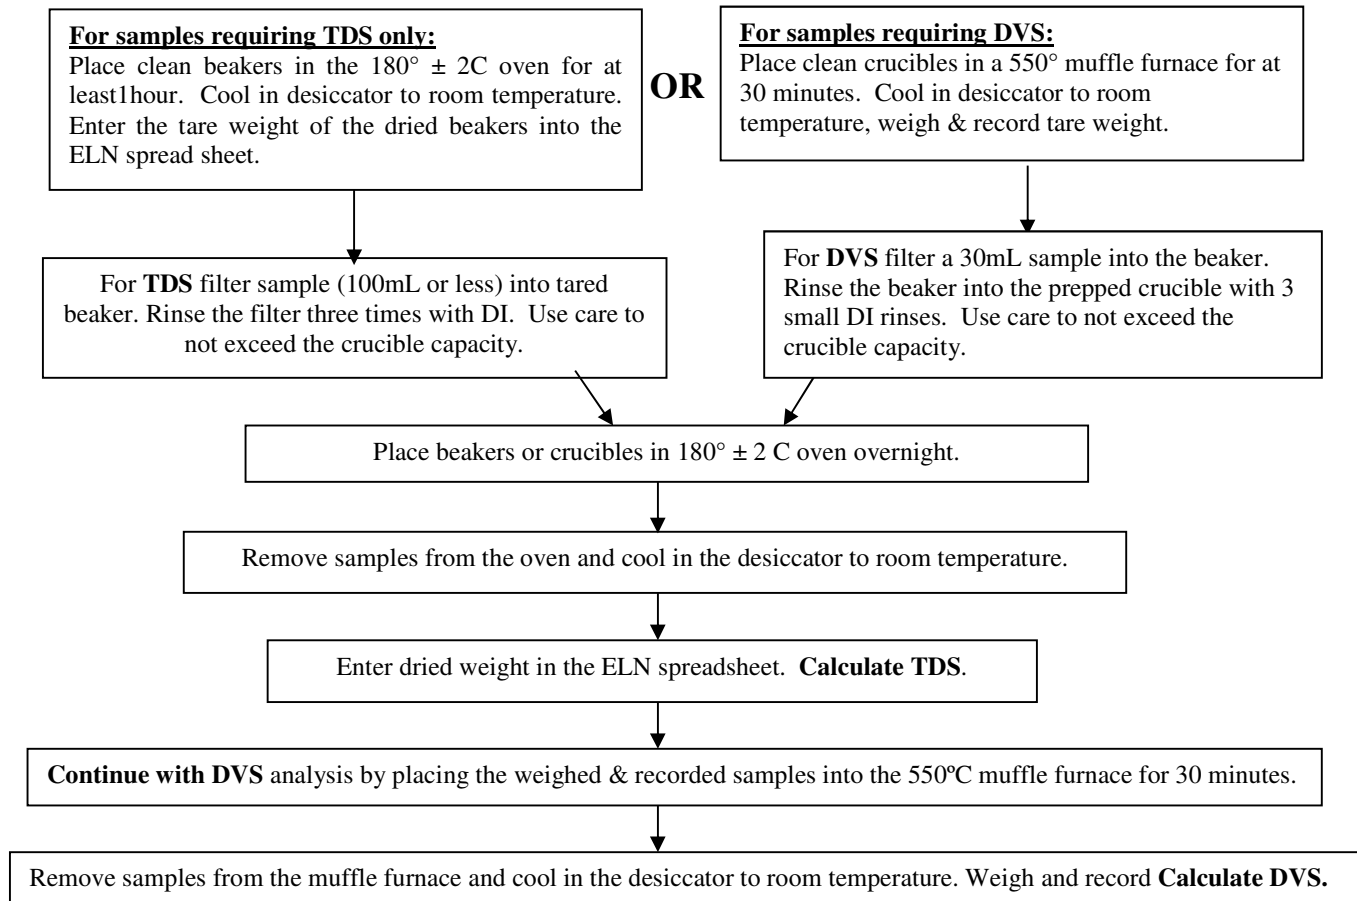 For samples requiring TDS only:
Place clean beakers in the 180° ± 2C oven for at
least1hour. Cool in desiccator to room temperature.
Enter the tare weight of the dried beakers into the
ELN spread sheet.
OR
For samples requiring DVS:
Place clean crucibles in a 550° muffle furnace for at
30 minutes. Cool in desiccator to room
temperature, weigh & record tare weight.
For TDS filter sample (100mL or less) into tared
beaker. Rinse the filter three times with DI. Use care to
not exceed the crucible capacity.
For DVS filter a 30mL sample into the beaker.
Rinse the beaker into the prepped crucible with 3
small DI rinses. Use care to not exceed the
crucible capacity.
Place beakers or crucibles in 180° ± 2 C oven overnight.
Remove samples from the oven and cool in the desiccator to room temperature.
Enter dried weight in the ELN spreadsheet. Calculate TDS.
Continue with DVS analysis by placing the weighed & recorded samples into the 550ºC muffle furnace for 30 minutes.
Remove samples from the muffle furnace and cool in the desiccator to room temperature. Weigh and record Calculate DVS.